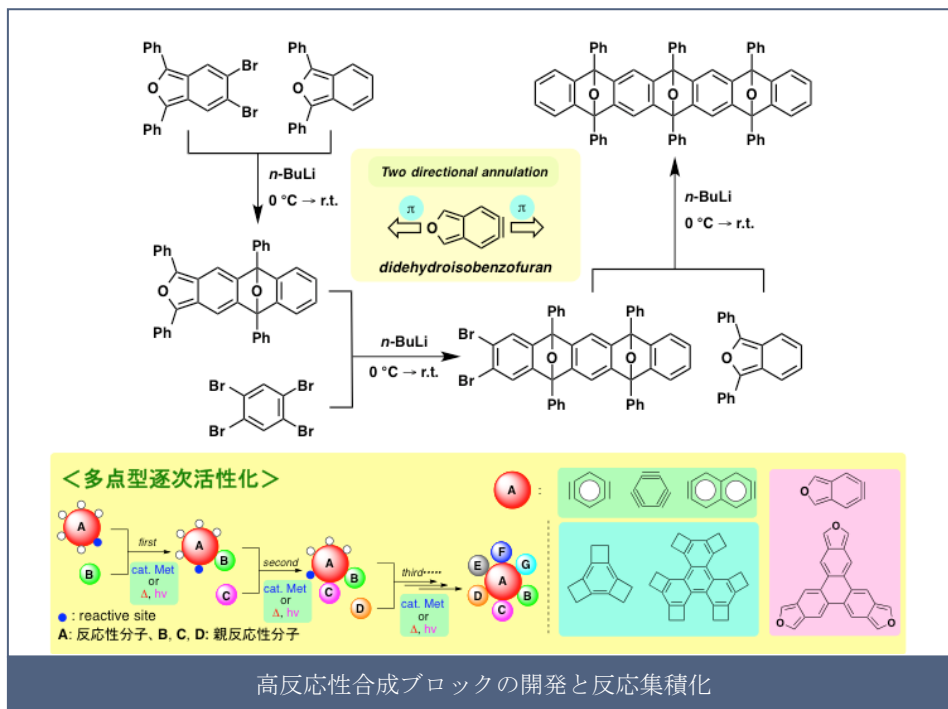 Ph
Ph
Br
O
Br
Ph
Ph
n-BuLi
0 °C → r.t.
Ph
Ph
O
O
Ph
Ph
Br
Br
Br
Br
n-BuLi
0 °C → r.t.
Two directional annulation
π
π
O
didehydroisobenzofuran
Ph
Ph
Br
O
O
Br
Ph
Ph
Ph
O
Ph
n-BuLi
0 °C → r.t.
Ph
Ph
Ph
O
O
O
Ph
Ph
Ph
＜多点型逐次活性化＞
A
B
first
cat. Met
or
Δ, hν
A
B
C
second
cat. Met
or
Δ, hν
A
B
C
D
third·····
cat. Met
or
Δ, hν
F
E
G
A
D
B
C
●: reactive site
A: 反応性分子、B, C, D: 親反応性分子
A :
O
O
O
O
高反応性合成ブロックの開発と反応集積化